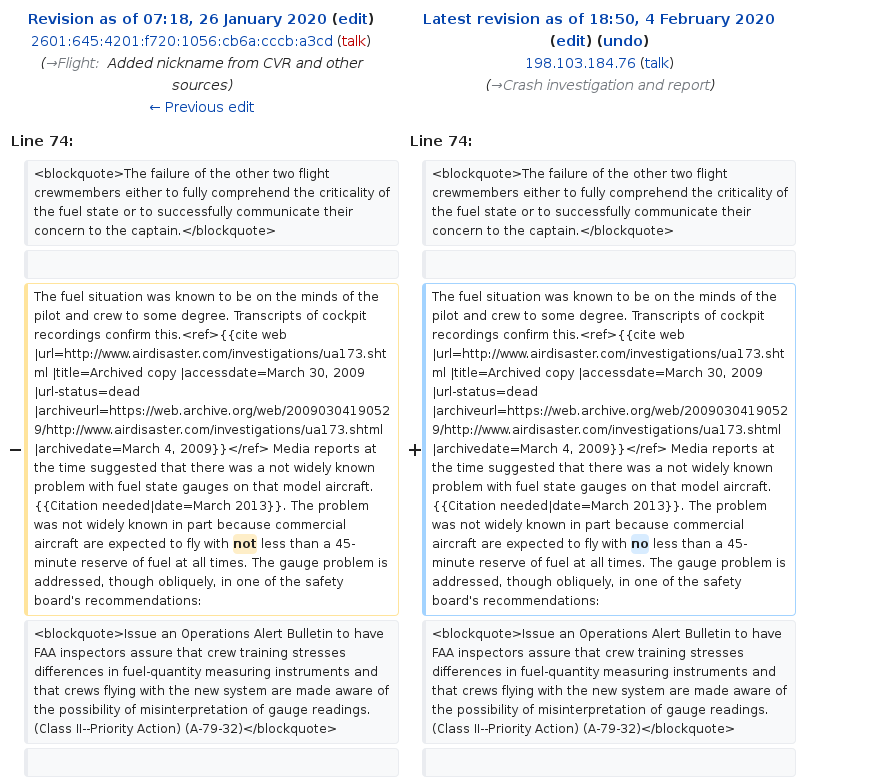 Revision as of 07:18, 26 January 2020 (edit)
2601:645:4201:f720:1056:cb6a:cccb:a3cd (talk)
(→Flight: Added nickname from CVR and other
sources)
← Previous edit
Latest revision as of 18:50, 4 February 2020
(edit) (undo)
198.103.184.76 (talk)
(→Crash investigation and report)
Line 74:
<blockquote>The failure of the other two flight
crewmembers either to fully comprehend the criticality of
the fuel state or to successfully communicate their
concern to the captain.</blockquote>
−
The fuel situation was known to be on the minds of the
pilot and crew to some degree. Transcripts of cockpit
recordings confirm this.<ref>{{cite web
|url=http://www.airdisaster.com/investigations/ua173.sht
ml |title=Archived copy |accessdate=March 30, 2009
|url-status=dead
|archiveurl=https://web.archive.org/web/2009030419052
9/http://www.airdisaster.com/investigations/ua173.shtml
|archivedate=March 4, 2009}}</ref> Media reports at
the time suggested that there was a not widely known
problem with fuel state gauges on that model aircraft.
{{Citation needed|date=March 2013}}. The problem
was not widely known in part because commercial
aircraft are expected to fly with not less than a 45-
minute reserve of fuel at all times. The gauge problem is
addressed, though obliquely, in one of the safety
board's recommendations:
<blockquote>Issue an Operations Alert Bulletin to have
FAA inspectors assure that crew training stresses
differences in fuel-quantity measuring instruments and
that crews flying with the new system are made aware of
the possibility of misinterpretation of gauge readings.
(Class II--Priority Action) (A-79-32)</blockquote>
Line 74:
<blockquote>The failure of the other two flight
crewmembers either to fully comprehend the criticality of
the fuel state or to successfully communicate their
concern to the captain.</blockquote>
+
The fuel situation was known to be on the minds of the
pilot and crew to some degree. Transcripts of cockpit
recordings confirm this.<ref>{{cite web
|url=http://www.airdisaster.com/investigations/ua173.sht
ml |title=Archived copy |accessdate=March 30, 2009
|url-status=dead
|archiveurl=https://web.archive.org/web/2009030419052
9/http://www.airdisaster.com/investigations/ua173.shtml
|archivedate=March 4, 2009}}</ref> Media reports at
the time suggested that there was a not widely known
problem with fuel state gauges on that model aircraft.
{{Citation needed|date=March 2013}}. The problem
was not widely known in part because commercial
aircraft are expected to fly with no less than a 45-
minute reserve of fuel at all times. The gauge problem is
addressed, though obliquely, in one of the safety
board's recommendations:
<blockquote>Issue an Operations Alert Bulletin to have
FAA inspectors assure that crew training stresses
differences in fuel-quantity measuring instruments and
that crews flying with the new system are made aware of
the possibility of misinterpretation of gauge readings.
(Class II--Priority Action) (A-79-32)</blockquote>